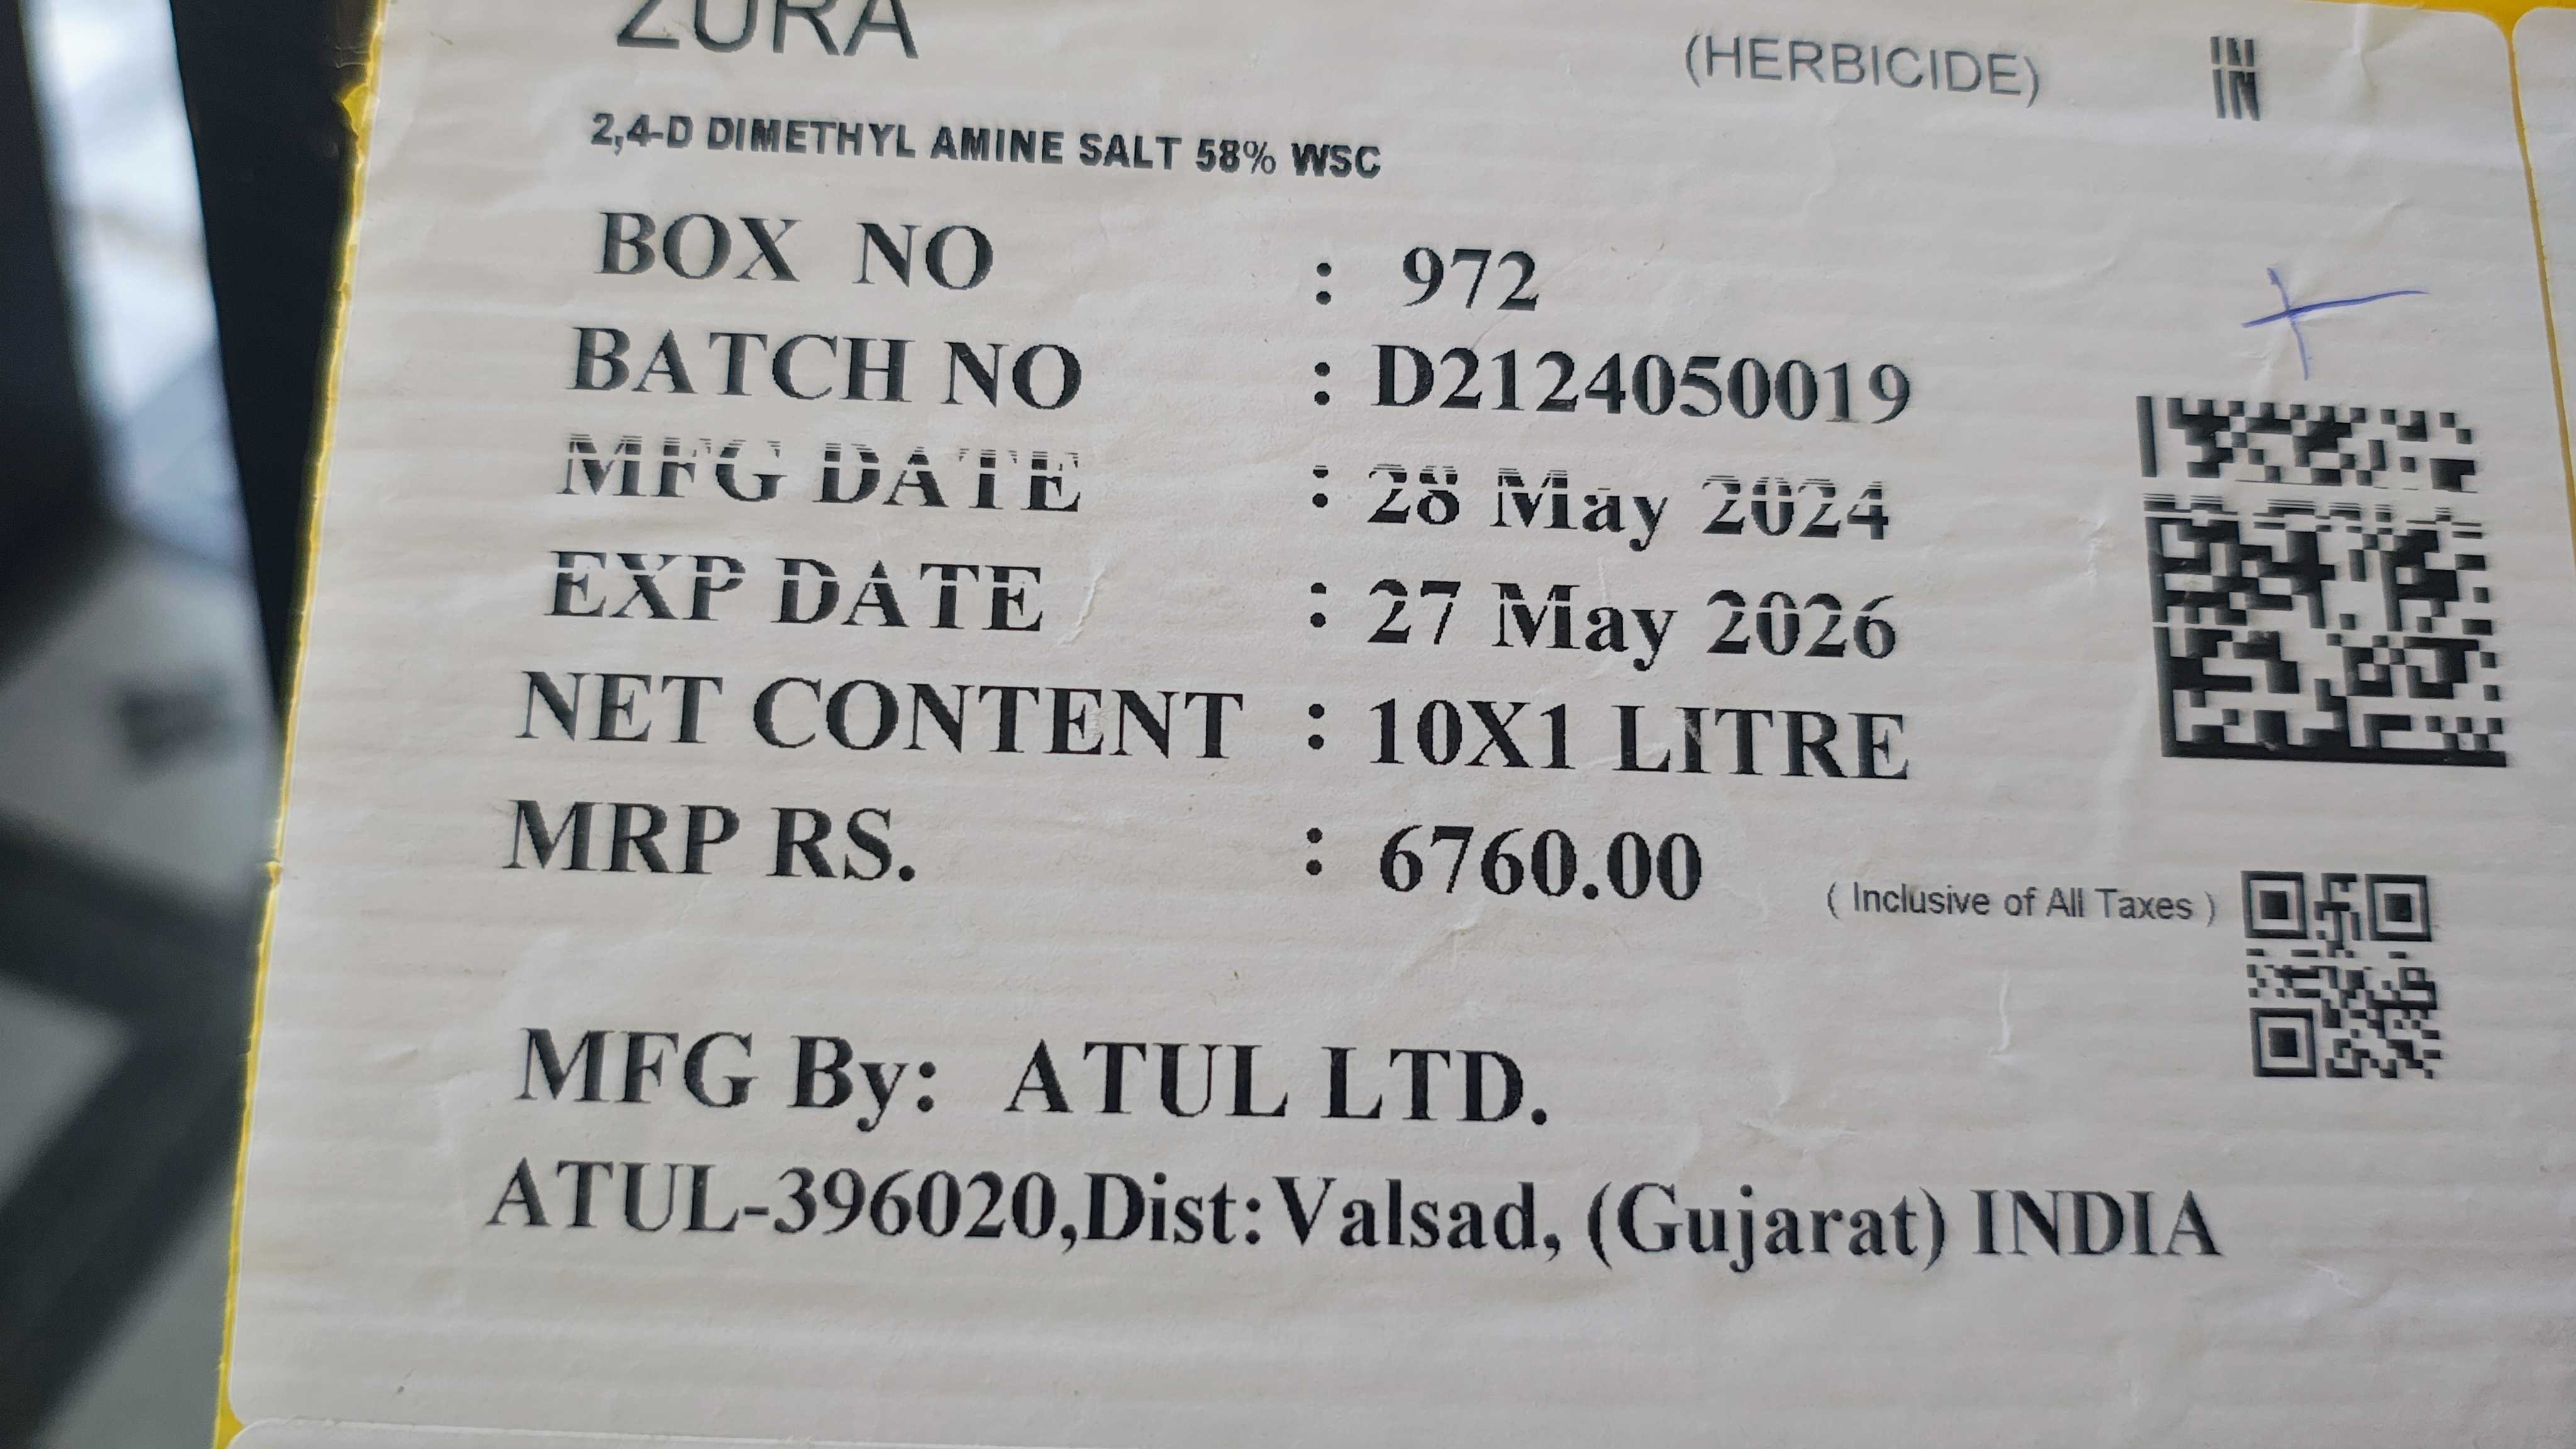 ZURA
(HERBICIDE)
IN
IN
2,4-D DIMETHYL AMINE SALT 58% WSC
BOX NO : 972
BATCH NO : D2124050019
MFG DATE : 28 May 2024
EXP DATE : 27 May 2026
NET CONTENT : 10X1 LITRE
MRP RS. : 6760.00 ( Inclusive of All Taxes )
MFG By: ATUL LTD.
ATUL-396020,Dist:Valsad, (Gujarat) INDIA